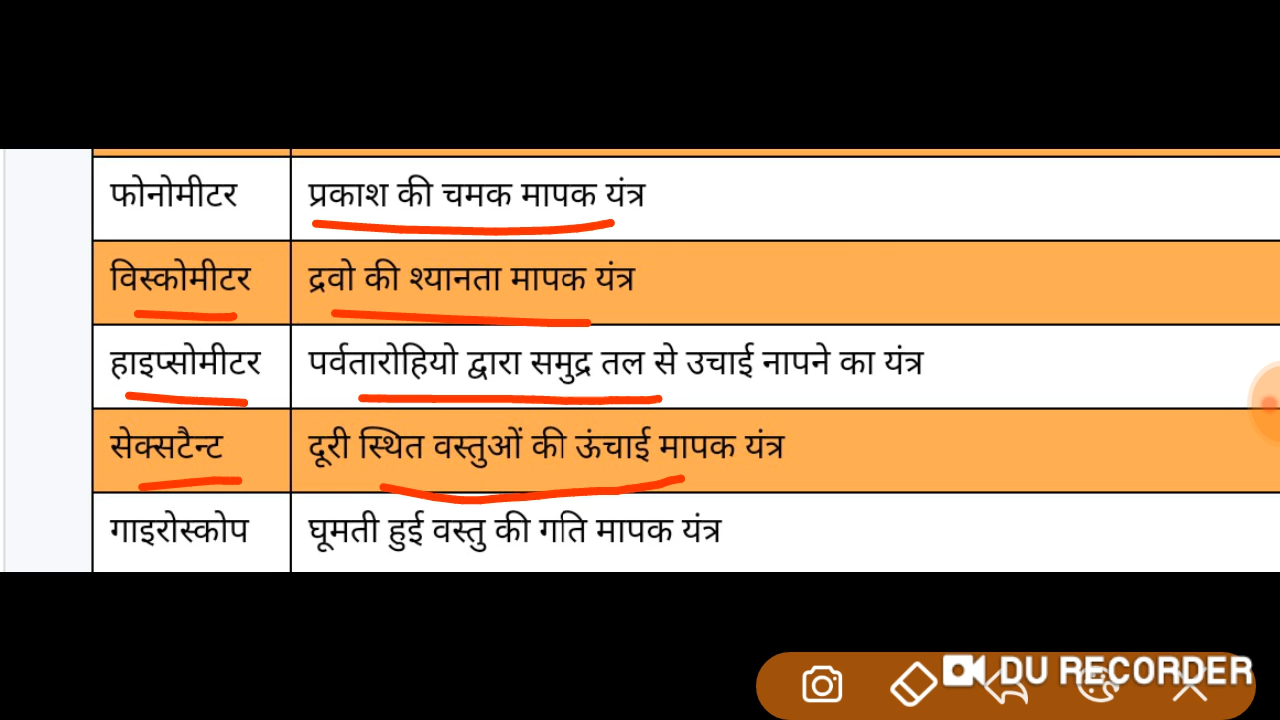 फोनोमीटर प्रकाश की चमक मापक यंत्र
विस्कोमीटर द्रवो की श्यानता मापक यंत्र
हाइप्सोमीटर पर्वतारोहियो द्वारा समुद्र तल से उचाई नापने का यंत्र
सेक्सटैन्ट दूरी स्थित वस्तुओं की ऊंचाई मापक यंत्र
गाइरोस्कोप घूमती हुई वस्तु की गति मापक यंत्र
DU RECORDER